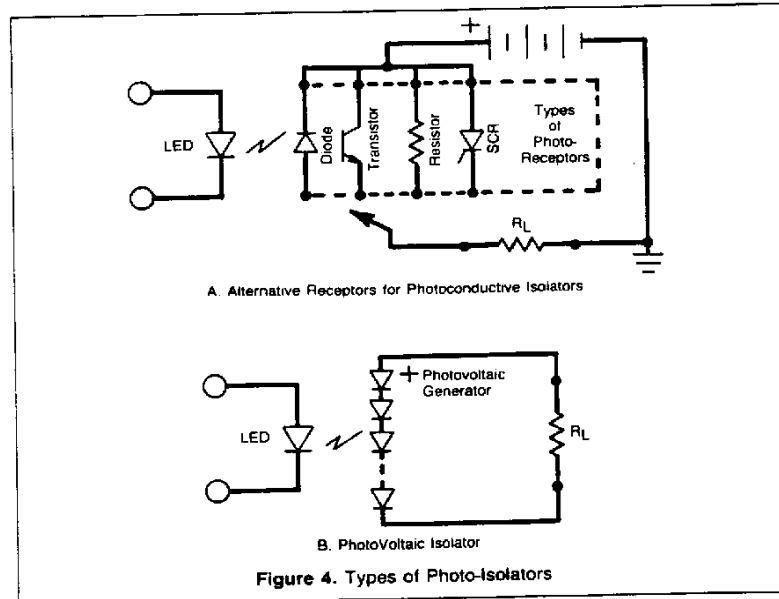 +
LED
Diode
Transistor
Resistor
SCR
Types
of
Photo-
Receptors
RL
A. Alternative Receptors for Photoconductive Isolators
+ Photovoltaic
Generator
LED
RL
B. PhotoVoltaic Isolator
Figure 4. Types of Photo-Isolators